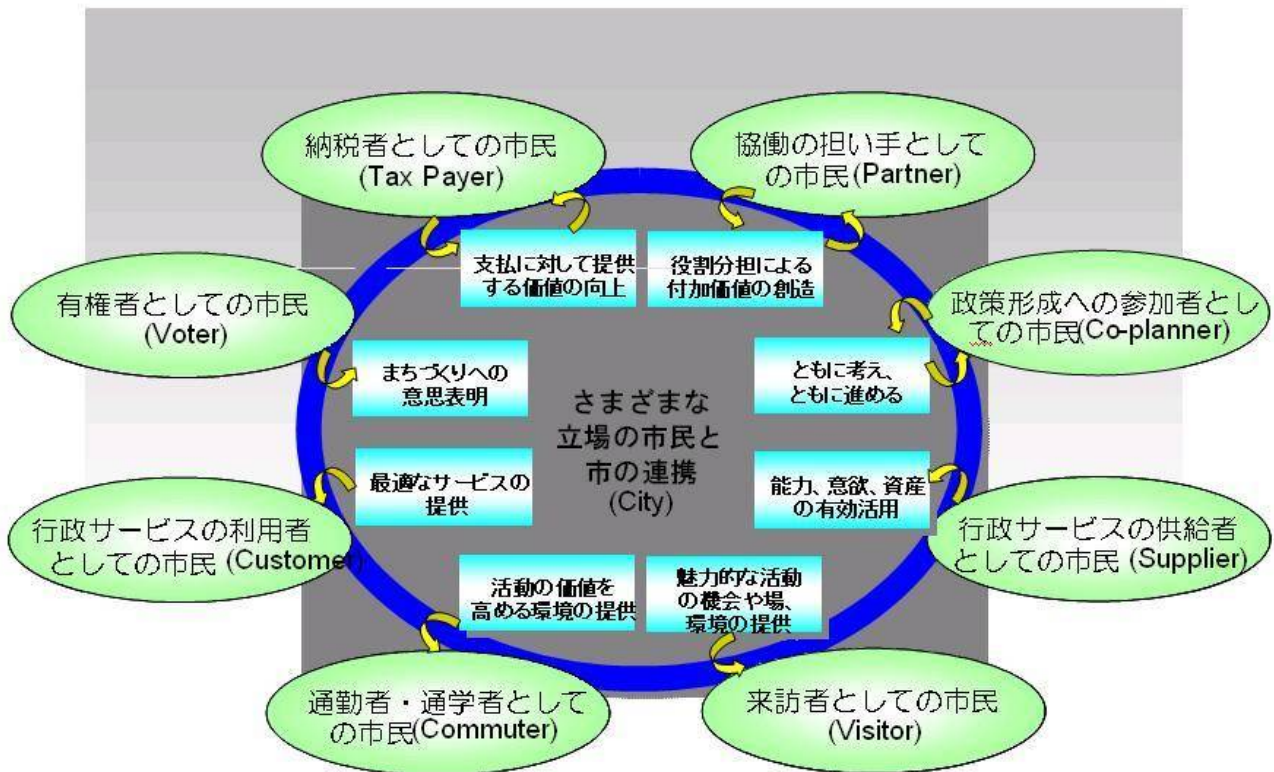 納税者としての市民
(Tax Payer)
協働の担い手として
の市民(Partner)
支払に対して提供
する価値の向上
役割分担による
付加価値の創造
有権者としての市民
(Voter)
政策形成への参加者とし
ての市民(Co-planner)
まちづくりへの
意思表明
ともに考え、
ともに進める
さまざまな
立場の市民と
市の連携
(City)
最適なサービスの
提供
能力、意欲、資産
の有効活用
行政サービスの利用者
としての市民 (Customer)
行政サービスの供給者
としての市民 (Supplier)
活動の価値を
高める環境の提供
魅力的な活動
の機会や場、
環境の提供
通勤者・通学者として
の市民(Commuter)
来訪者としての市民
(Visitor)